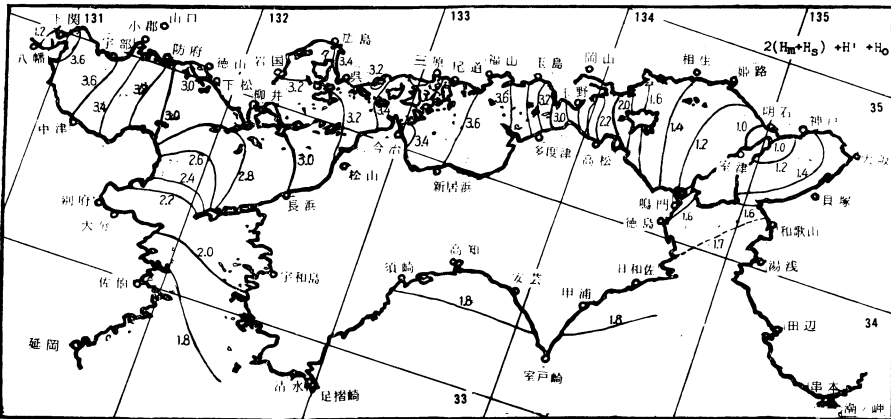 131
132
133
134
135
2(Hm+Hs)+H'+Ho
下関
小郡
山口
1.2
八幡
宇部
防府
徳山
下松
岩国
柳井
広島
呉
三原
尾道
福山
玉島
岡山
宇野
相生
姫路
明石
神戸
大阪
35
3.6
3.6
3.4
3.0
3.0
3.2
3.4
3.2
3.2
3.4
3.4
3.6
3.6
3.2
3.0
2.2
2.0
1.6
1.4
1.2
1.0
1.0
1.2
1.4
中津
2.6
2.4
2.2
2.8
3.0
今治
松山
新居浜
多度津
高松
室津
鳴門
貝塚
別府
大分
長浜
徳島
1.6
1.6
1.7
和歌山
2.0
高知
須崎
安芸
日和佐
甲浦
湯浅
佐伯
宇和島
1.8
1.8
1.8
34
延岡
田辺
清水
足摺崎
室戸崎
33
串本
潮ノ岬